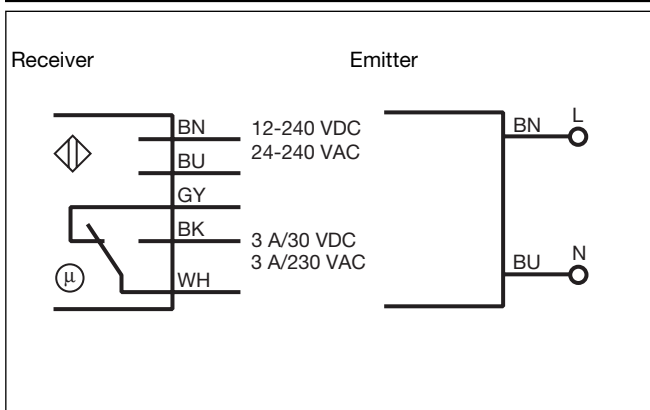 Receiver
Emitter
BN
12-240 VDC
BU
24-240 VAC
GY
BK
3 A/30 VDC
3 A/230 VAC
WH
µ
BN
L
BU
N